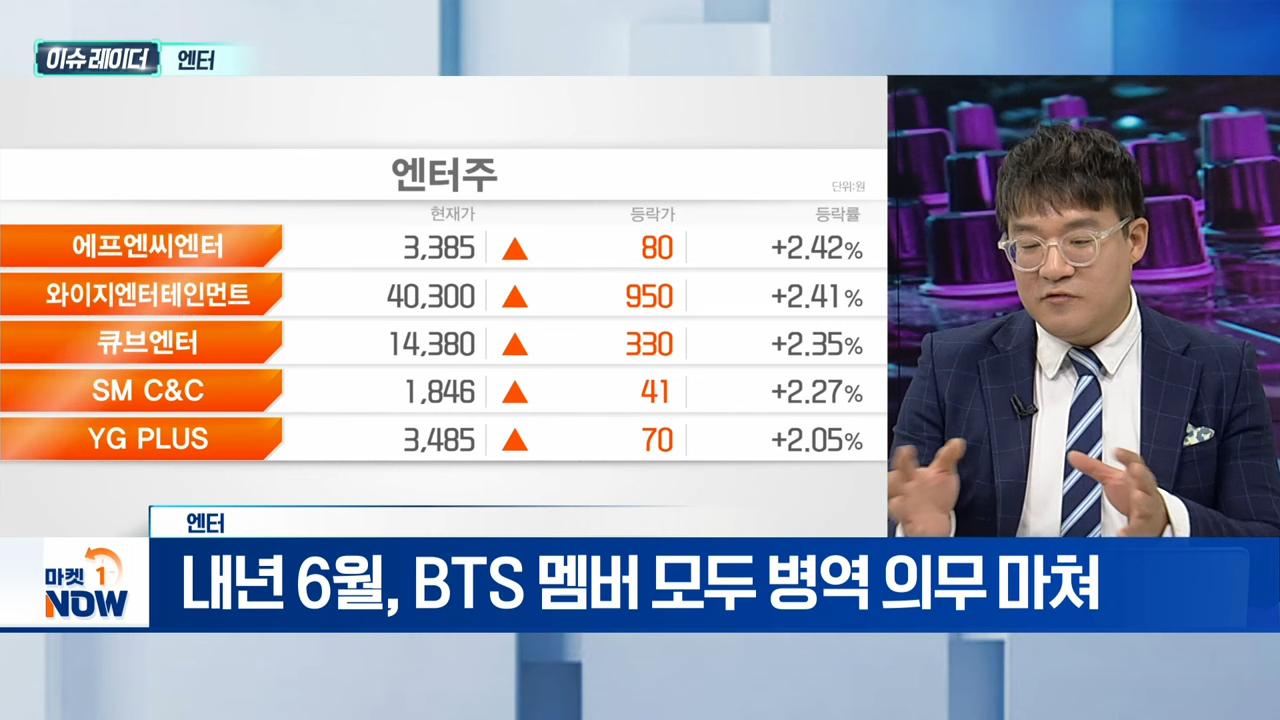 이슈 레이더 엔터
엔터주
단위:원
현재가 등락가 등락률
에프엔씨엔터 3,385 ▲ 80 +2.42%
와이지엔터테인먼트 40,300 ▲ 950 +2.41%
큐브엔터 14,380 ▲ 330 +2.35%
SM C&C 1,846 ▲ 41 +2.27%
YG PLUS 3,485 ▲ 70 +2.05%
엔터
마켓 1
NOW
내년 6월, BTS 멤버 모두 병역 의무 마쳐